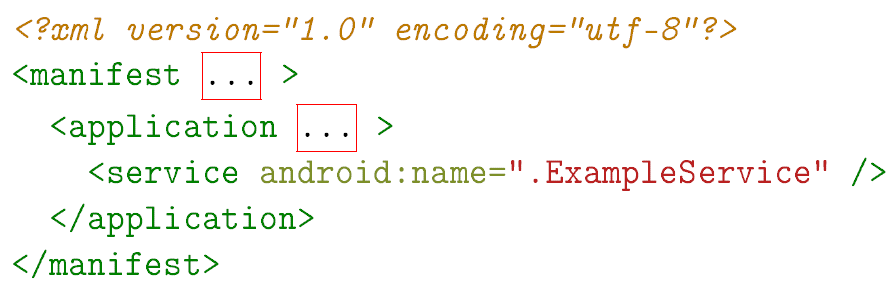 <?xml version="1.0" encoding="utf-8"?>
<manifest ... >
<application ... >
<service android:name=".ExampleService" />
</application>
</manifest>